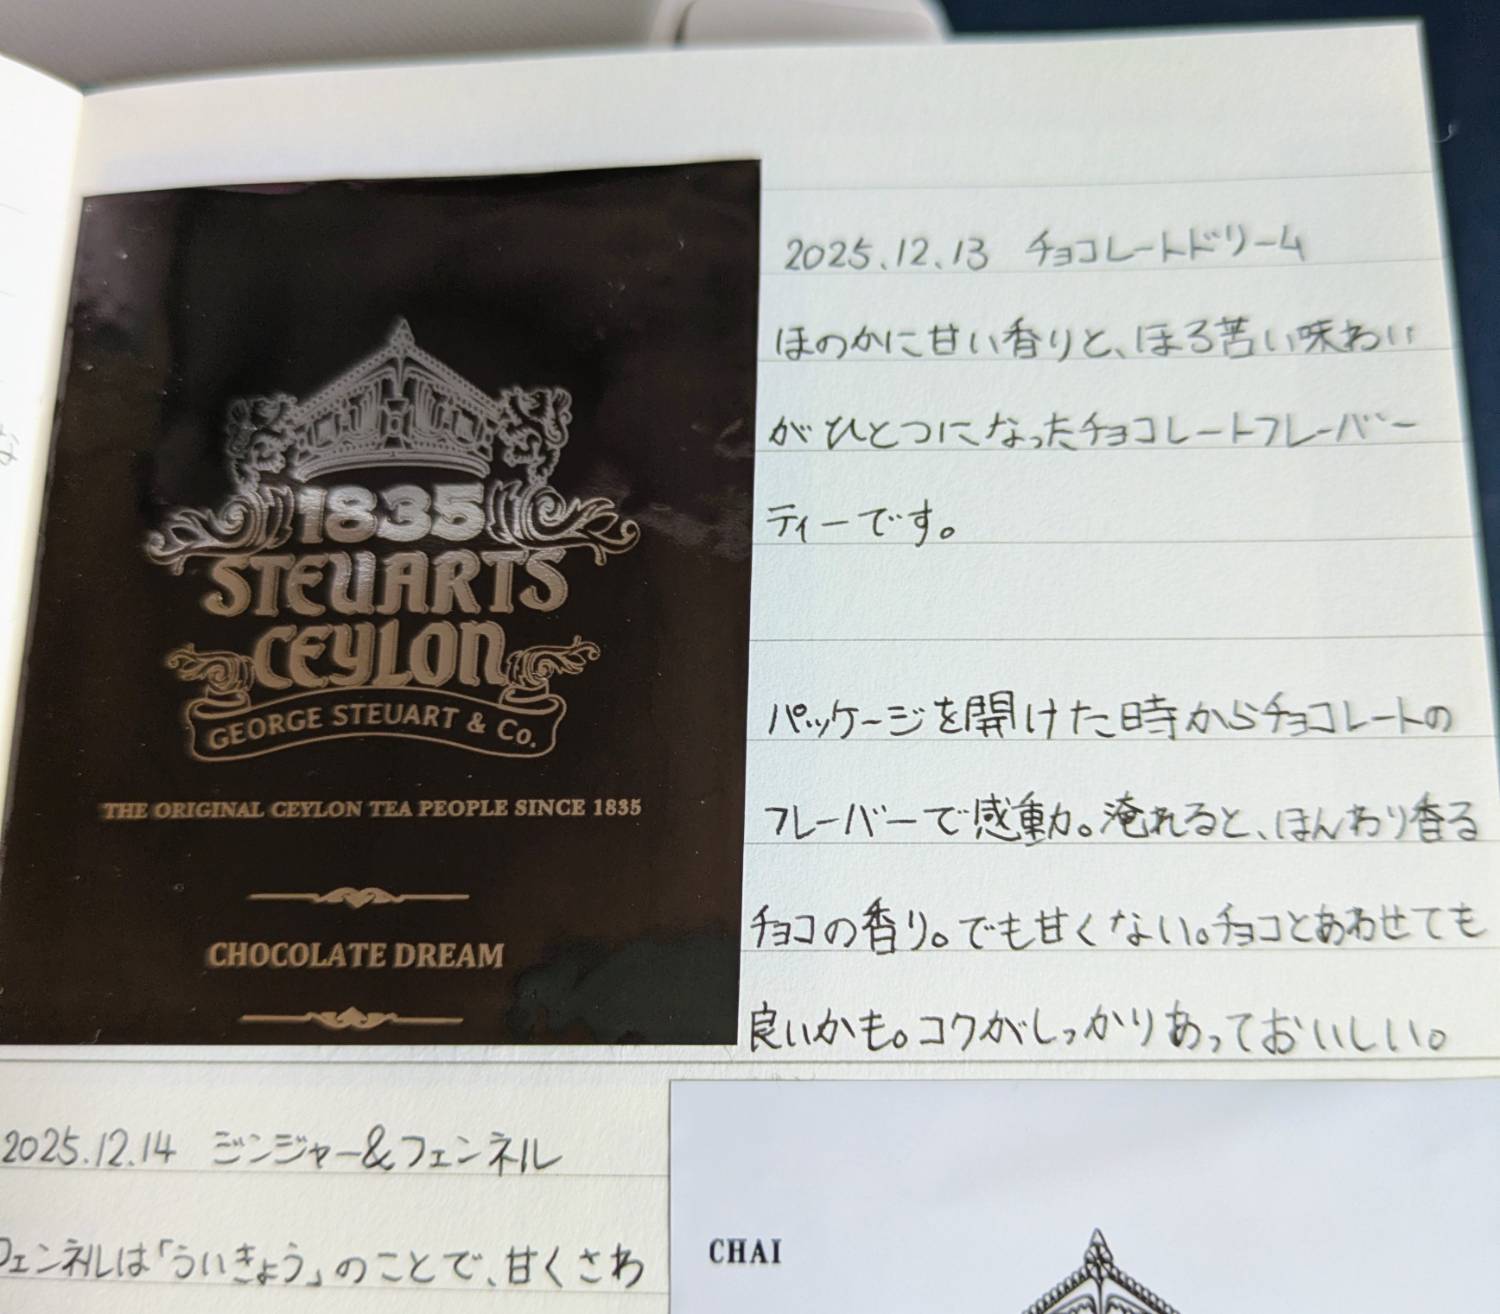 1835
STEUARTS
CEYLON
GEORGE STEUART & Co.
THE ORIGINAL CEYLON TEA PEOPLE SINCE 1835
CHOCOLATE DREAM
2025.12.13 チョコレートドリーム
ほのかに甘い香りと、ほろ苦い味わい
がひとつになったチョコレートフレーバー
ティーです。
パッケージを開けた時からチョコレートの
フレーバーで感動。淹れると、ほんわり香る
チョコの香り。でも甘くない。チョコとあわせても
良いかも。コクがしっかりあっておいしい。
2025.12.14 ジンジャー&フェンネル
フェンネルは「ういきょう」のことで、甘くさわ
CHAI